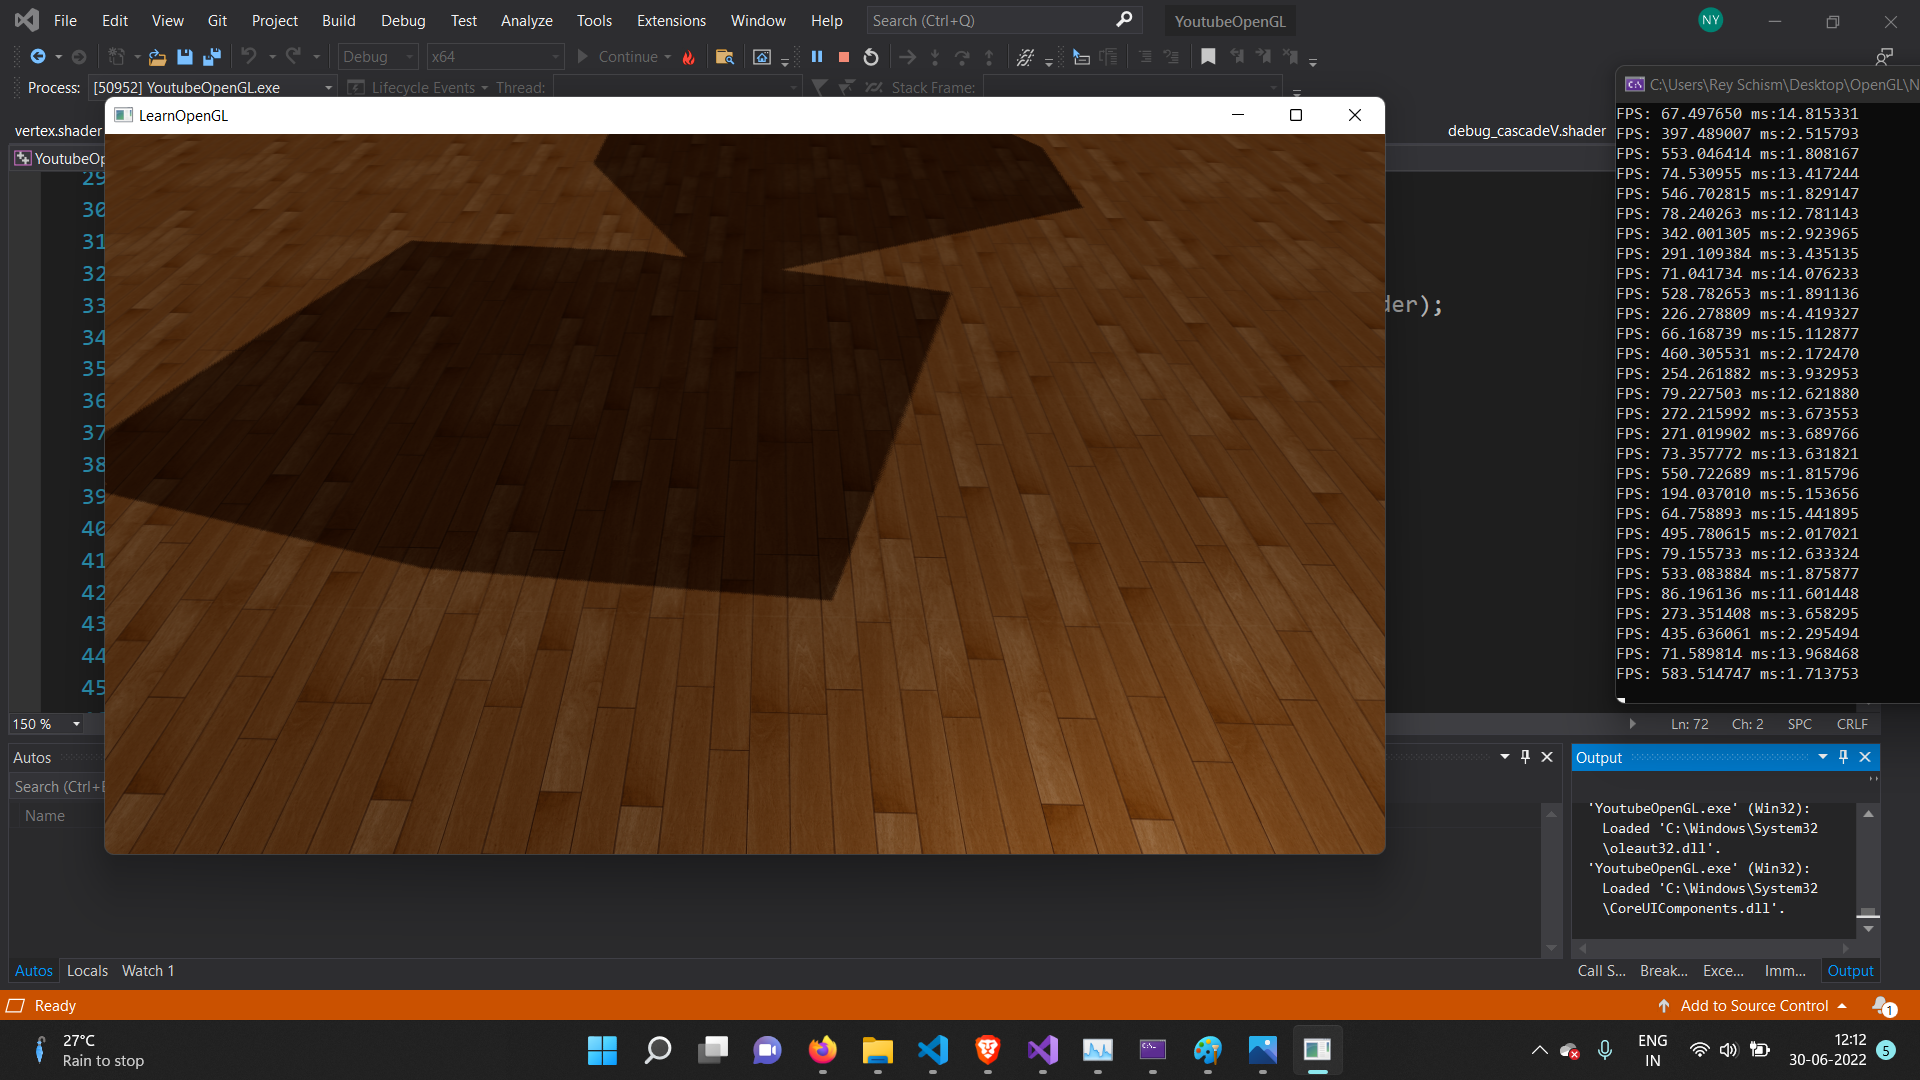 File Edit View Git Project Build Debug Test Analyze Tools Extensions Window Help Search (Ctrl+Q) YoutubeOpenGL NY
Debug x64 Continue
Process: [50952] YoutubeOpenGL.exe Lifecycle Events Thread: Stack Frame:
C:\Users\Rey Schism\Desktop\OpenGL\N
LearnOpenGL
vertex.shader debug_cascadeV.shader
YoutubeOp
29
30
31
32
33 der);
34
35
36
37
38
39
40
41
42
43
44
45
FPS: 67.497650 ms:14.815331
FPS: 397.489007 ms:2.515793
FPS: 553.046414 ms:1.808167
FPS: 74.530955 ms:13.417244
FPS: 546.702815 ms:1.829147
FPS: 78.240263 ms:12.781143
FPS: 342.001305 ms:2.923965
FPS: 291.109384 ms:3.435135
FPS: 71.041734 ms:14.076233
FPS: 528.782653 ms:1.891136
FPS: 226.278809 ms:4.419327
FPS: 66.168739 ms:15.112877
FPS: 460.305531 ms:2.172470
FPS: 254.261882 ms:3.932953
FPS: 79.227503 ms:12.621880
FPS: 272.215992 ms:3.673553
FPS: 271.019902 ms:3.689766
FPS: 73.357772 ms:13.631821
FPS: 550.722689 ms:1.815796
FPS: 194.037010 ms:5.153656
FPS: 64.758893 ms:15.441895
FPS: 495.780615 ms:2.017021
FPS: 79.155733 ms:12.633324
FPS: 533.083884 ms:1.875877
FPS: 86.196136 ms:11.601448
FPS: 273.351408 ms:3.658295
FPS: 435.636061 ms:2.295494
FPS: 71.589814 ms:13.968468
FPS: 583.514747 ms:1.713753
150 % Ln: 72 Ch: 2 SPC CRLF
Autos
Search (Ctrl+E
Name
Output
'YoutubeOpenGL.exe' (Win32):
Loaded 'C:\Windows\System32
\oleaut32.dll'.
'YoutubeOpenGL.exe' (Win32):
Loaded 'C:\Windows\System32
\CoreUIComponents.dll'.
Autos Locals Watch 1
Call S... Break... Exce... Imm... Output
Ready Add to Source Control 1
27°C
Rain to stop
ENG
IN
12:12
30-06-2022
5